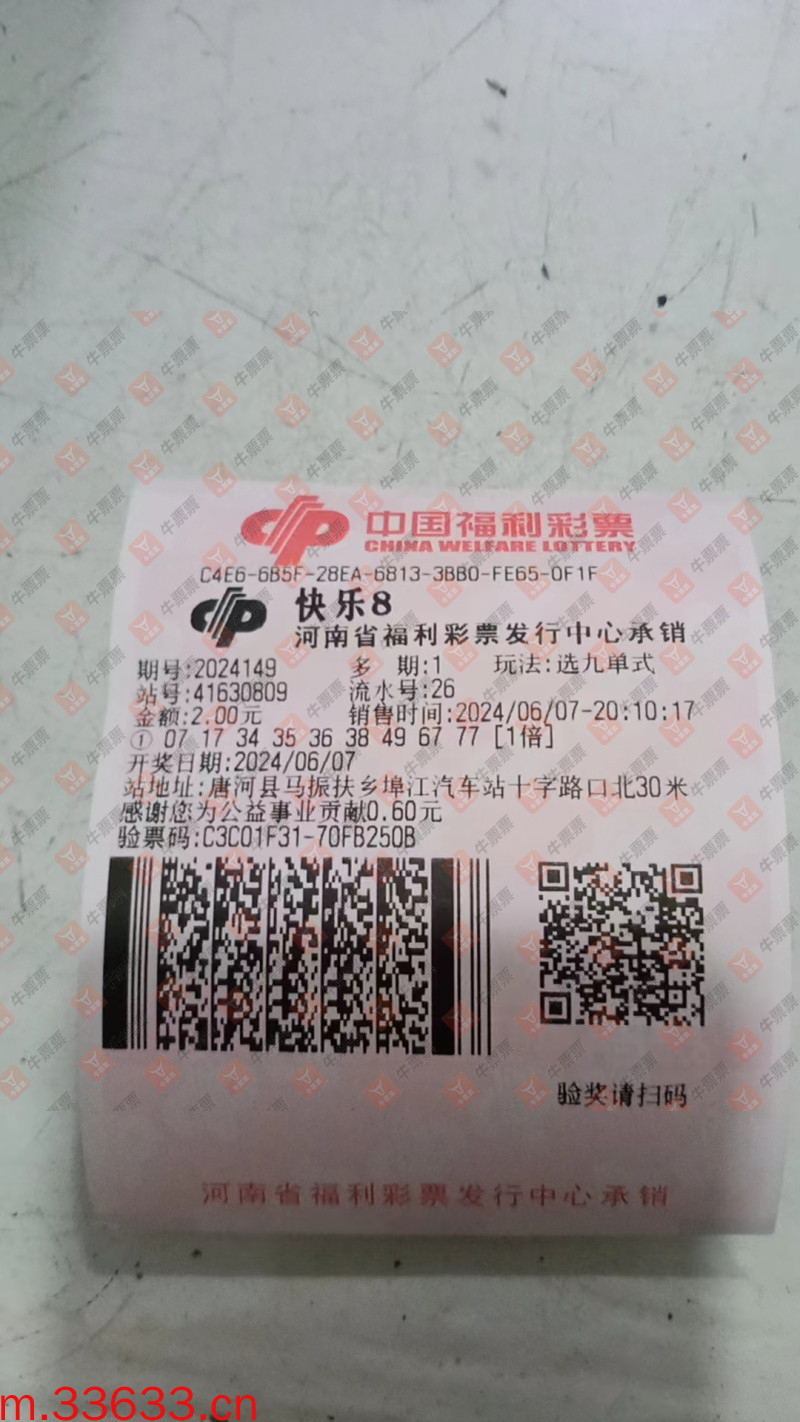 中国福利彩票
CHINA WELFARE LOTTERY
C4E6-6B5F-28EA-6813-3BB0-FE65-0F1F
快乐8
河南省福利彩票发行中心承销
期号:2024149 多 期:1 玩法:选九单式
站号:41630809 流水号:26
金额:2.00元 销售时间:2024/06/07-20:10:17
① 07 17 34 35 36 38 49 67 77 [1倍]
开奖日期:2024/06/07
站地址:唐河县马振扶乡埠江汽车站十字路口北30米
感谢您为公益事业贡献0.60元
验票码:C3C01F31-70FB250B
验奖请扫码
河南省福利彩票发行中心承销
牛票票
m.33633.cn